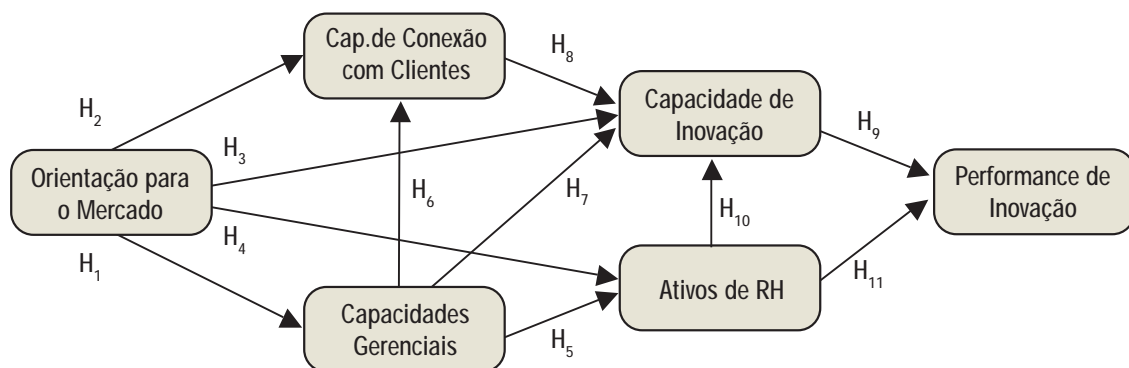 Cap.de Conexão
com Clientes
H8
Capacidade de
Inovação
H9
H2
H3
Orientação para
o Mercado
H6
H7
Performance de
Inovação
H4
H10
H1
Ativos de RH
H11
Capacidades
Gerenciais
H5